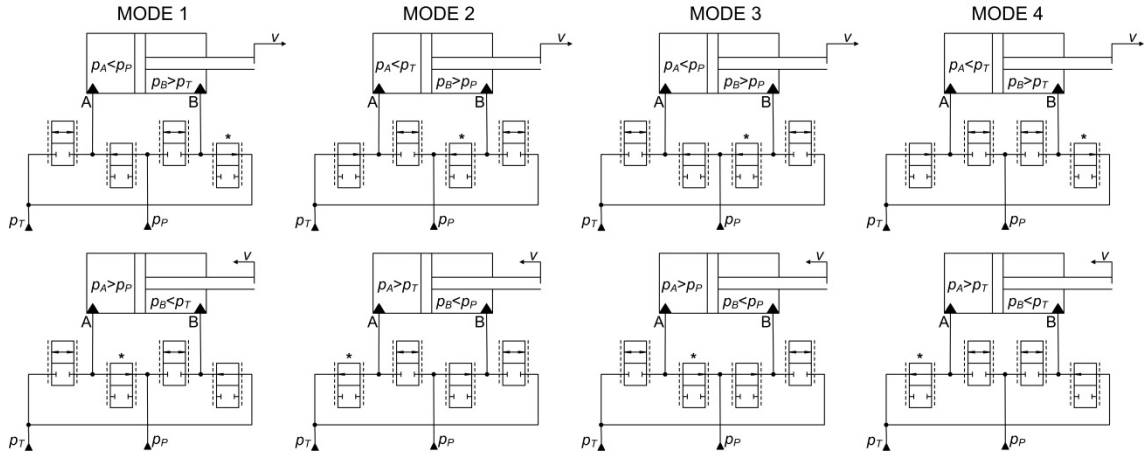 MODE 1 MODE 2 MODE 3 MODE 4
v v v v
pA<pP pA<pT pA<pP pA<pT
pB>pT pB>pP pB>pP pB>pT
A B A B A B A B
* * * *
pT pP pT pP pT pP pT pP
v v v v
pA>pP pA>pT pA>pP pA>pT
pB<pT pB<pP pB<pP pB<pT
A B A B A B A B
* * * *
pT pP pT pP pT pP pT pP